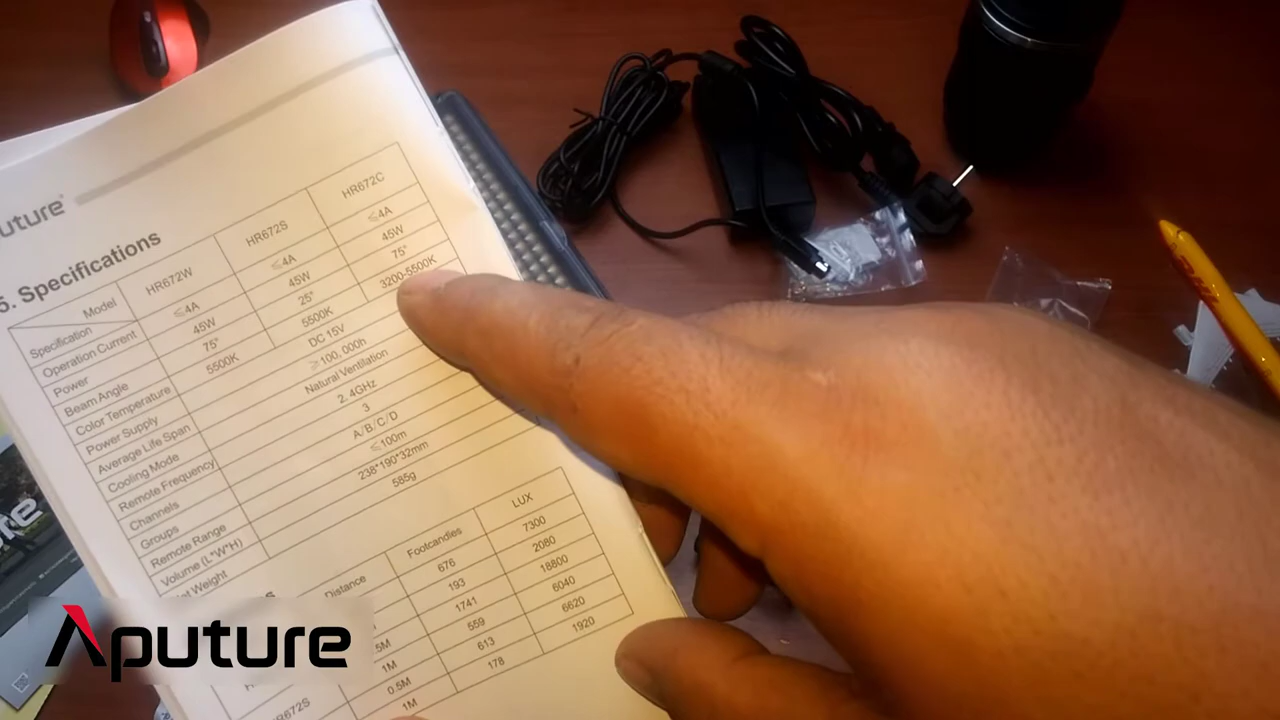 uture
5. Specifications
Model HR672W HR672S HR672C
Specification
Operation Current ≤4A ≤4A ≤4A
Power 45W 45W 45W
Beam Angle 75° 25° 75°
Color Temperature 5500K 5500K 3200-5500K
Power Supply DC 15V
Average Life Span ≥100, 000h
Cooling Mode Natural Ventilation
Remote Frequency 2. 4GHz
Channels 3
Groups A/B/C/D
Remote Range ≤100m
Volume (L*W*H) 238*190*32mm
Weight 585g
Distance Footcandles LUX
676 7300
193 2080
5M 1741 18800
1M 559 6040
0.5M 613 6620
R672S 1M 178 1920
Aputure
DHL